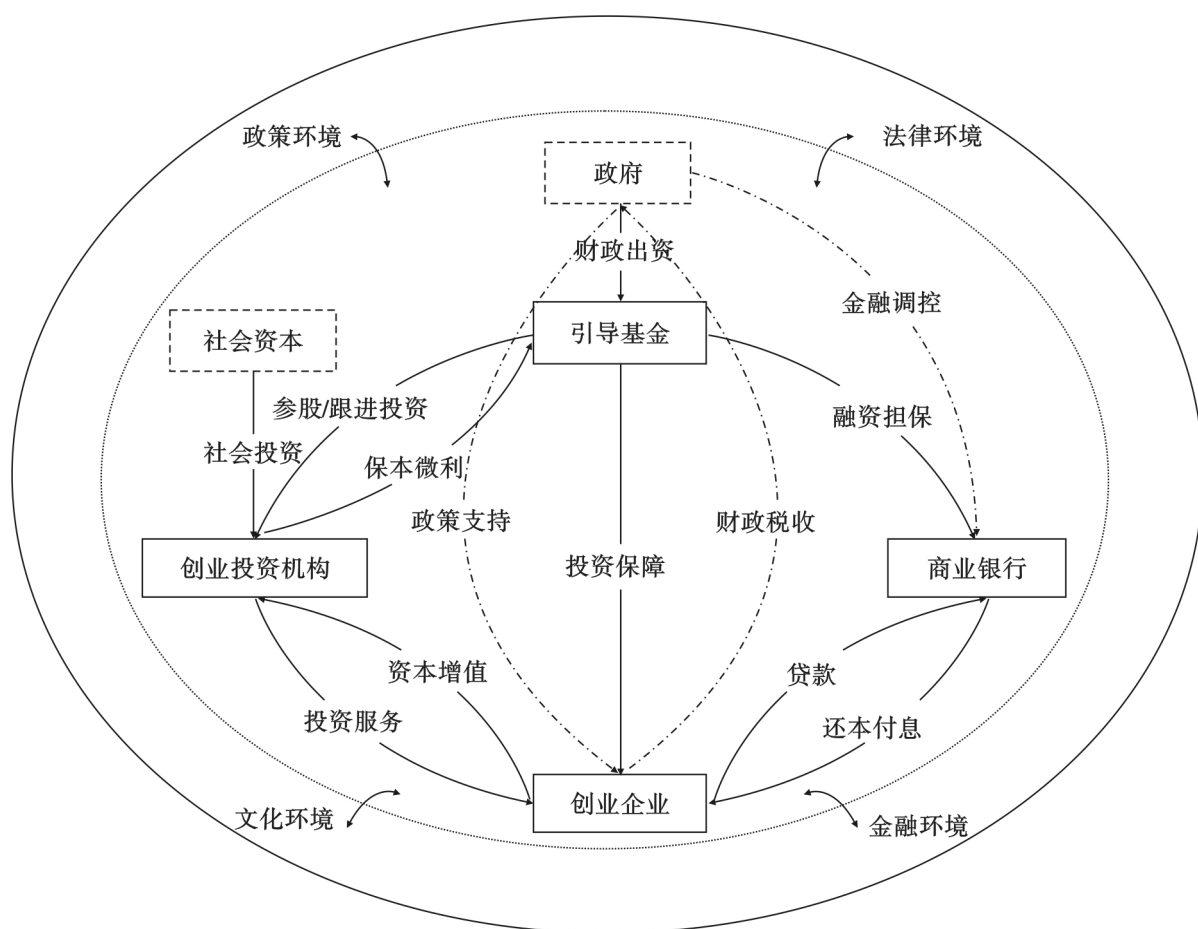 政策环境
法律环境
政府
财政出资
金融调控
社会资本
引导基金
参股/跟进投资
融资担保
社会投资
保本微利
政策支持
财政税收
创业投资机构
投资保障
商业银行
资本增值
贷款
投资服务
还本付息
创业企业
文化环境
金融环境